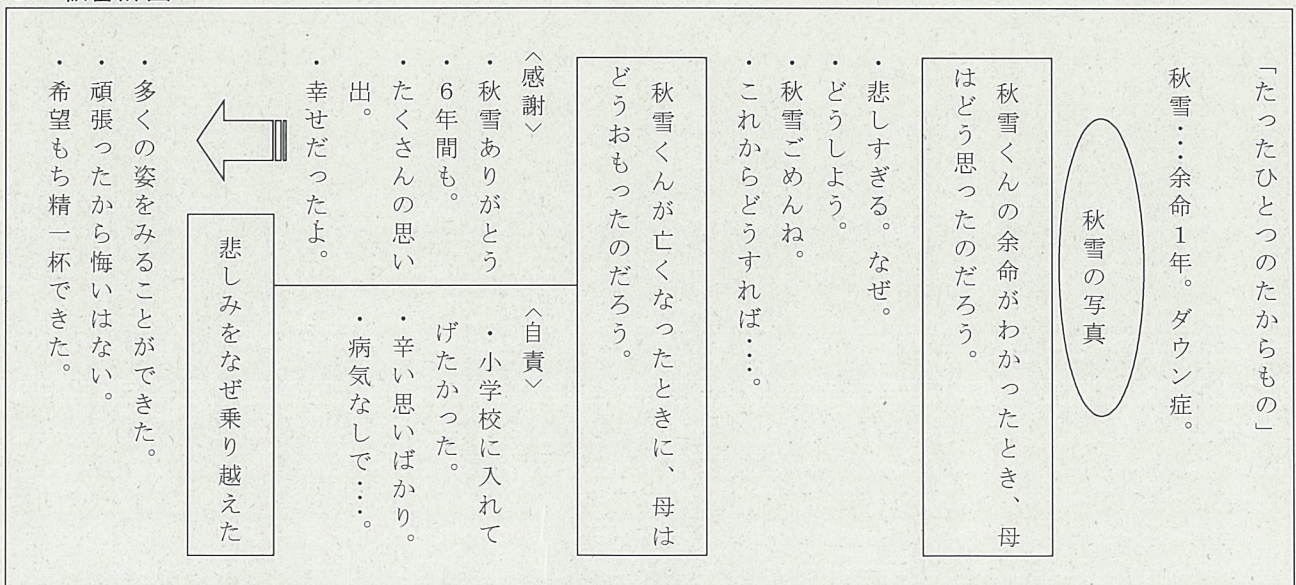 「たったひとつのたからもの」
秋雪・・・余命1年。ダウン症。
秋雪の写真
秋雪くんの余命がわかったとき、母
はどう思ったのだろう。
・悲しすぎる。なぜ。
・どうしよう。
・秋雪ごめんね。
・これからどうすれば・・・。
秋雪くんが亡くなったときに、母は
どうおもったのだろう。
〈感謝〉
・秋雪ありがとう
・6年間も。
・たくさんの思い
出。
・幸せだったよ。
〈自責〉
・小学校に入れて
げたかった。
・辛い思いばかり。
・病気なしで・・・。
悲しみをなぜ乗り越えた
・多くの姿をみることができた。
・頑張ったから悔いはない。
・希望もち精一杯できた。